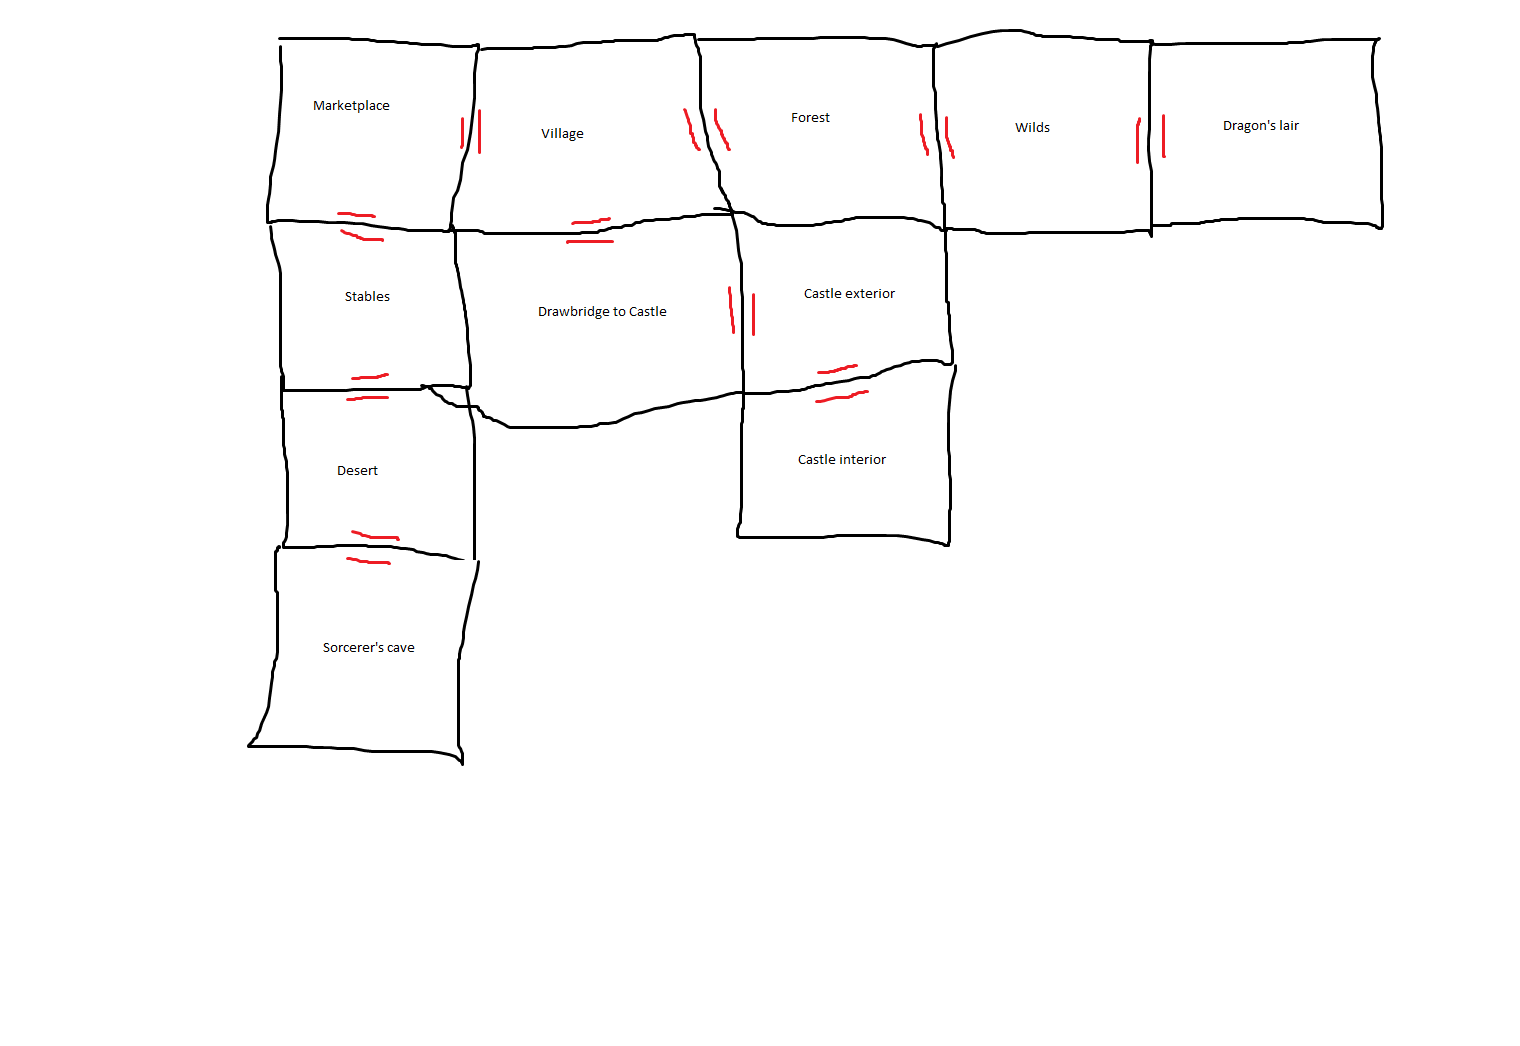 Marketplace
Village
Forest
Wilds
Dragon's lair
Stables
Drawbridge to Castle
Castle exterior
Desert
Castle interior
Sorcerer's cave